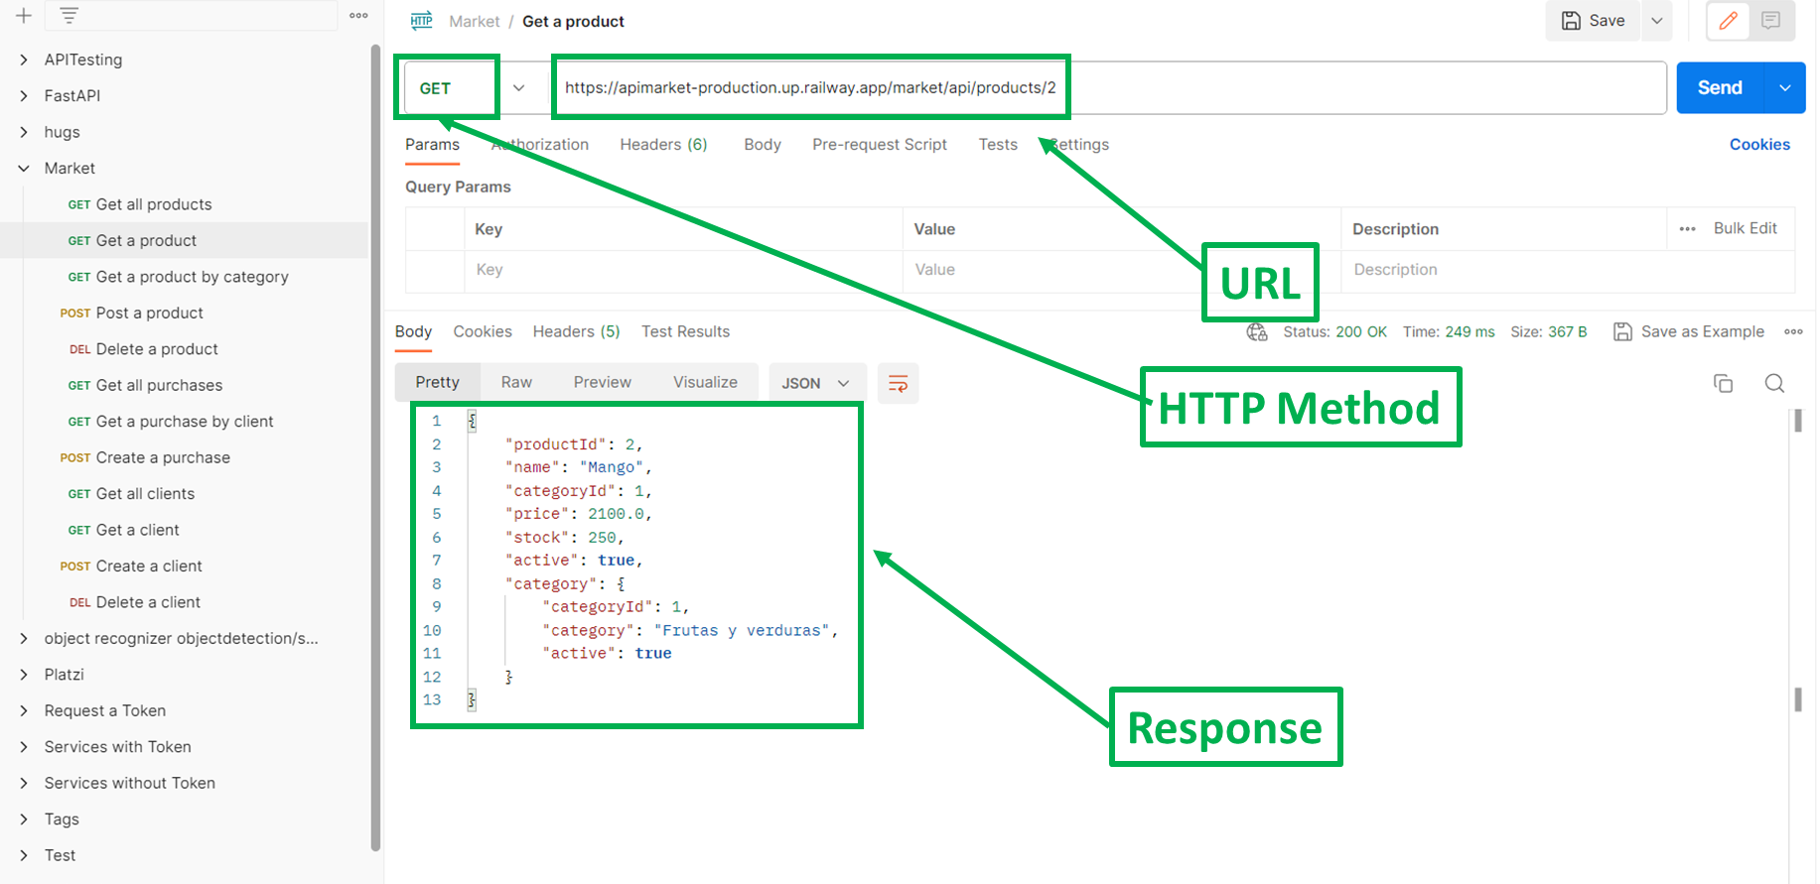 APITesting
FastAPI
hugs
Market
GET Get all products
GET Get a product
GET Get a product by category
POST Post a product
DEL Delete a product
GET Get all purchases
GET Get a purchase by client
POST Create a purchase
GET Get all clients
GET Get a client
POST Create a client
DEL Delete a client
object recognizer objectdetection/s...
Platzi
Request a Token
Services with Token
Services without Token
Tags
Test
HTTP Market / Get a product
Save
GET https://apimarket-production.up.railway.app/market/api/products/2
Send
Params Authorization Headers (6) Body Pre-request Script Tests Settings Cookies
Query Params
Key Value Description Bulk Edit
Key Value Description
URL
Body Cookies Headers (5) Test Results Status: 200 OK Time: 249 ms Size: 367 B Save as Example
Pretty Raw Preview Visualize JSON
HTTP Method
1 {
2 "productId": 2,
3 "name": "Mango",
4 "categoryId": 1,
5 "price": 2100.0,
6 "stock": 250,
7 "active": true,
8 "category": {
9 "categoryId": 1,
10 "category": "Frutas y verduras",
11 "active": true
12 }
13 }
Response